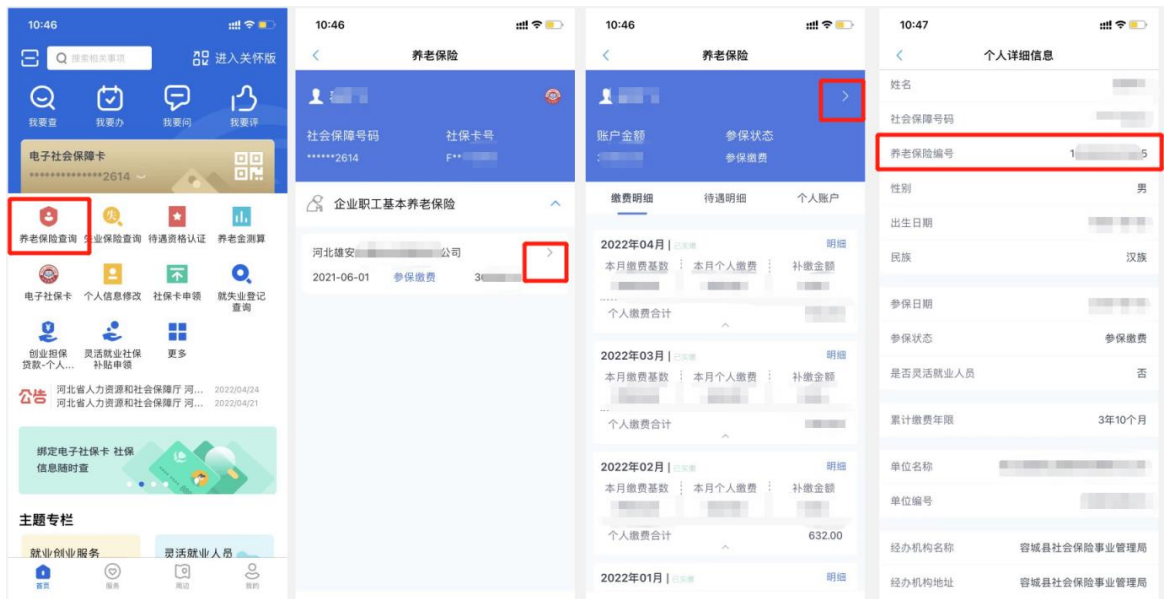 10:46
搜索相关事项
进入关怀版
我要查 我要办 我要问 我要评
电子社会保障卡
**************2614
养老保险查询 失业保险查询 待遇资格认证 养老金测算
电子社保卡 个人信息修改 社保卡申领 就失业登记
查询
创业担保 灵活就业社保 更多
贷款-个人... 补贴申领
公告
河北省人力资源和社会保障厅 河... 2022/04/24
河北省人力资源和社会保障厅 河... 2022/04/21
绑定电子社保卡 社保
信息随时查
主题专栏
就业创业服务 灵活就业人员
首页 服务 周边 我的
10:46
养老保险
社会保障号码 社保卡号
******2614 F**
企业职工基本养老保险
河北雄安 公司
2021-06-01 参保缴费 3
10:46
养老保险
账户金额 参保状态
参保缴费
缴费明细 待遇明细 个人账户
2022年04月 | 已实缴 明细
本月缴费基数 本月个人缴费 补缴金额
个人缴费合计
2022年03月 | 已实缴 明细
本月缴费基数 本月个人缴费 补缴金额
个人缴费合计
2022年02月 | 已实缴 明细
本月缴费基数 本月个人缴费 补缴金额
个人缴费合计 632.00
2022年01月 | 已实缴 明细
10:47
个人详细信息
姓名
社会保障号码
养老保险编号 1 5
性别 男
出生日期
民族 汉族
参保日期
参保状态 参保缴费
是否灵活就业人员 否
累计缴费年限 3年10个月
单位名称
单位编号
经办机构名称 容城县社会保险事业管理局
经办机构地址 容城县社会保险事业管理局